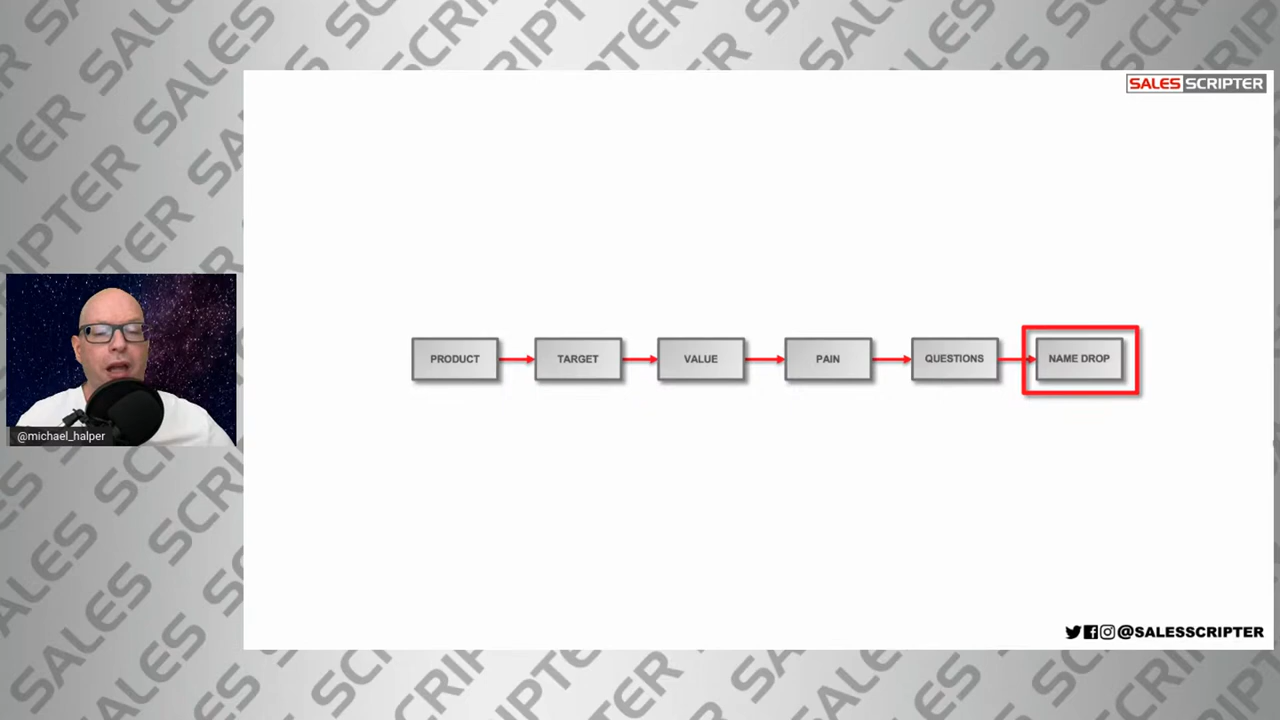 SALES SCRIPTER
PRODUCT
TARGET
VALUE
PAIN
QUESTIONS
NAME DROP
@michael_halper
@SALESSCRIPTER